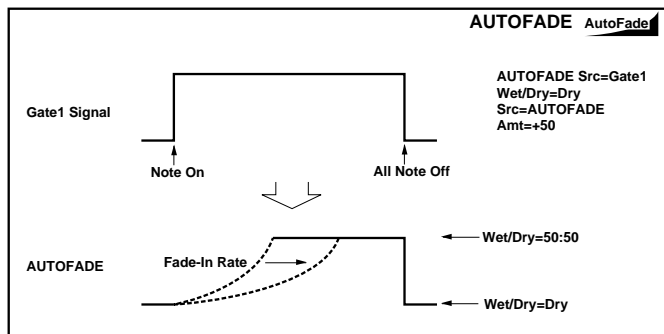 AUTOFADE AutoFade
AUTOFADE Src=Gate1
Wet/Dry=Dry
Src=AUTOFADE
Amt=+50
Gate1 Signal
Note On
All Note Off
Wet/Dry=50:50
Fade-In Rate
AUTOFADE
Wet/Dry=Dry